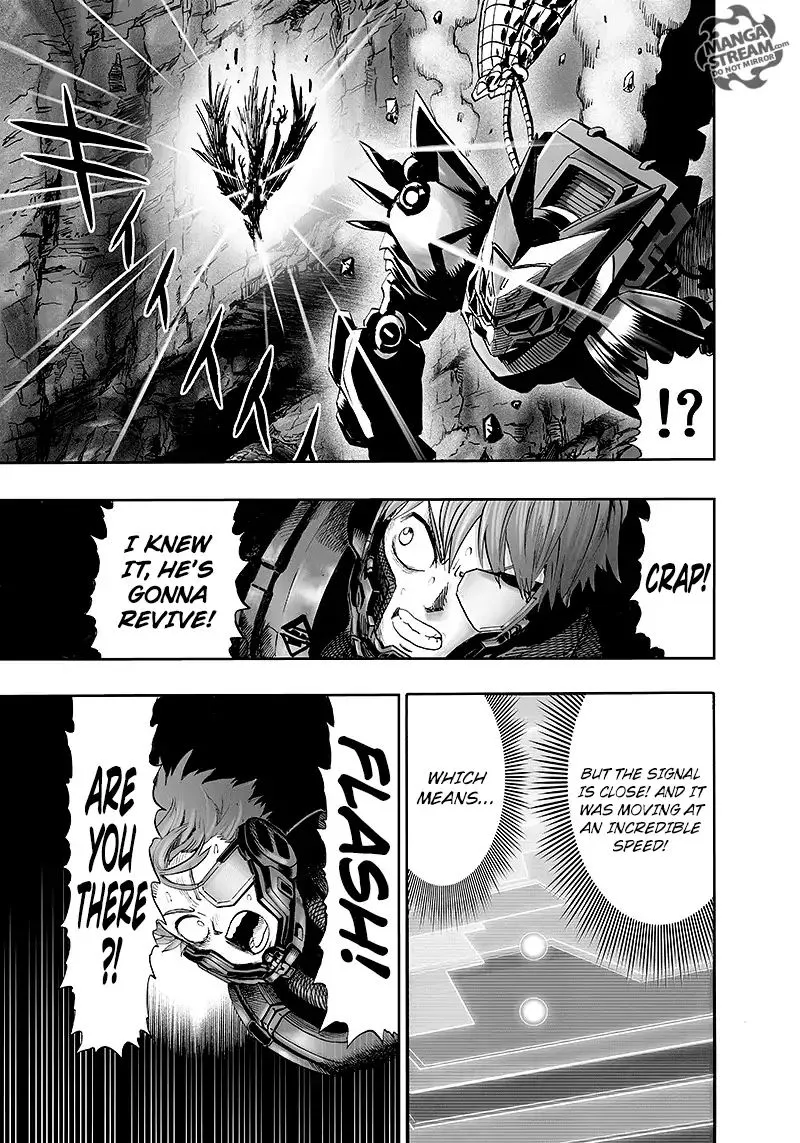 MANGA
STREAM.COM
DO NOT MIRROR
キィイイイイ
!?
CRAP!
I KNEW
IT, HE'S
GONNA
REVIVE!
BUT THE SIGNAL
IS CLOSE! AND IT
WAS MOVING AT
AN INCREDIBLE
SPEED!
WHICH
MEANS...
FLASH!
ARE
YOU
THERE
?!